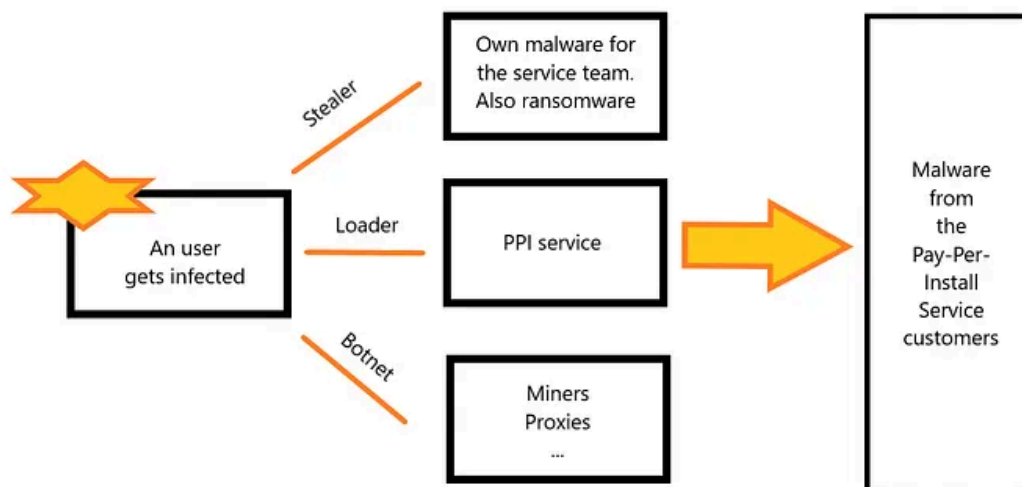 Own malware for
the service team.
Also ransomware
Stealer
An user
gets infected
Loader
PPI service
Botnet
Miners
Proxies
...
Malware
from
the
Pay-Per-
Install
Service
customers